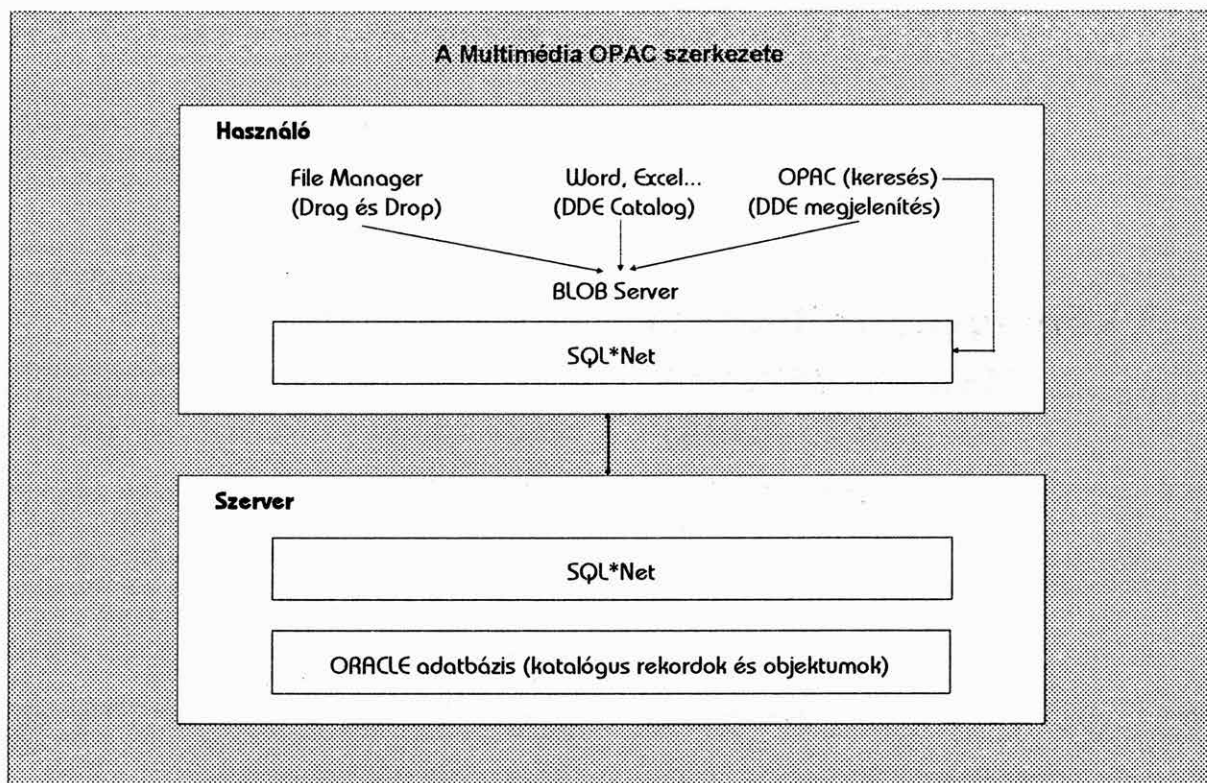 A Multimédia OPAC szerkezete
Használó
File Manager
(Drag és Drop)
Word, Excel...
(DDE Catalog)
OPAC (keresés)
(DDE megjelenítés)
BLOB Server
SQL*Net
Szerver
SQL*Net
ORACLE adatbázis (katalógus rekordok és objektumok)